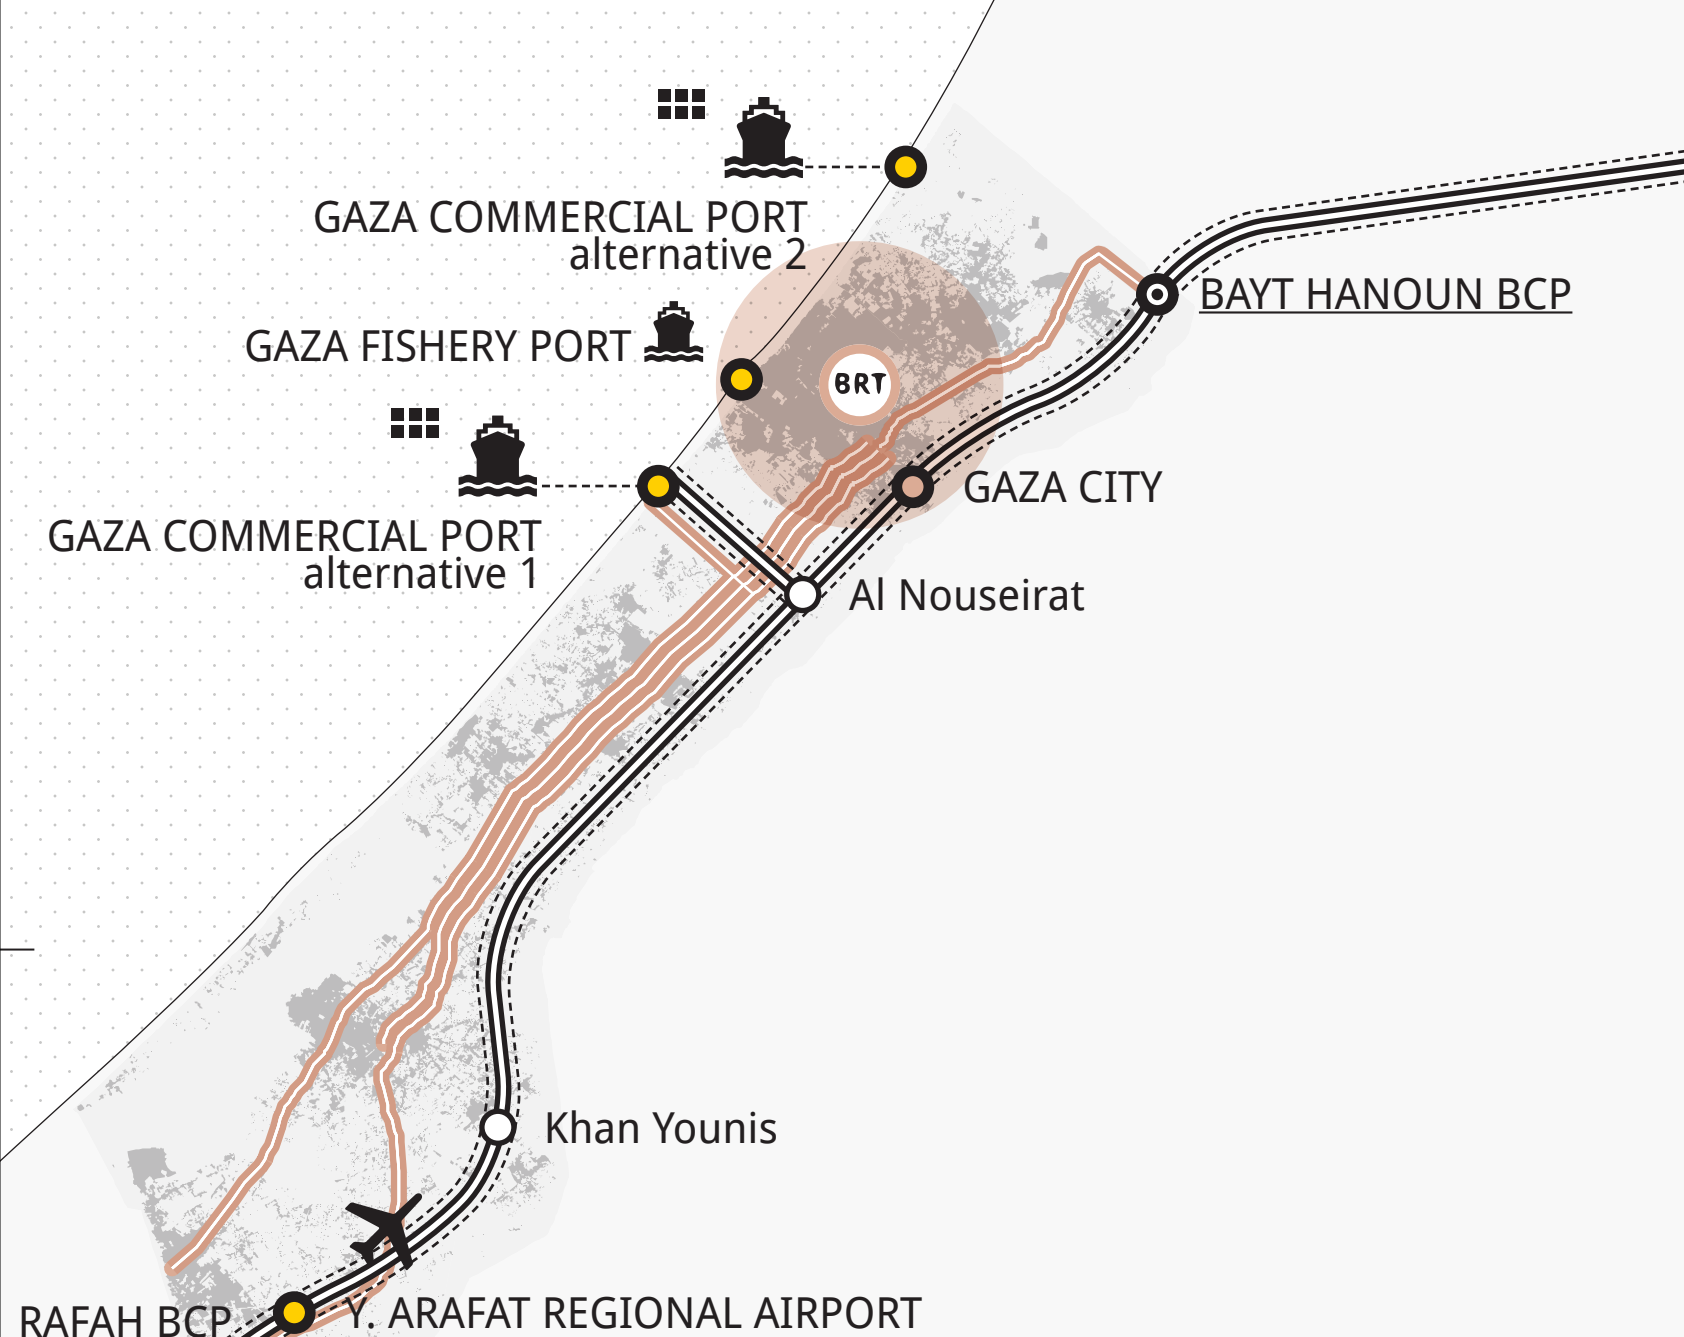 GAZA COMMERCIAL PORT
alternative 2
BAYT HANOUN BCP
GAZA FISHERY PORT
BRT
GAZA CITY
GAZA COMMERCIAL PORT
alternative 1
Al Nouseirat
Khan Younis
Y. ARAFAT REGIONAL AIRPORT
RAFAH BCP